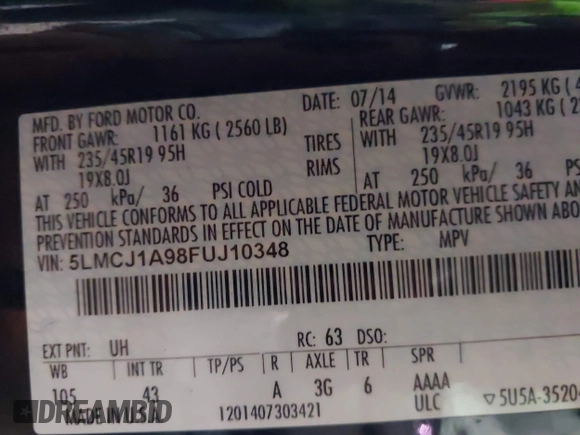 MFD. BY FORD MOTOR CO.
DATE: 07/14 GVWR: 2195 KG
FRONT GAWR: 1161 KG ( 2560 LB)
REAR GAWR: 1043 KG
WITH 235/45R19 95H TIRES 235/45R19 95H
19X8.0J RIMS 19X8.0J
AT 250 kPa/ 36 PSI COLD AT 250 kPa/ 36
THIS VEHICLE CONFORMS TO ALL APPLICABLE FEDERAL MOTOR VEHICLE SAFETY AND
PREVENTION STANDARDS IN EFFECT ON THE DATE OF MANUFACTURE SHOWN ABO
VIN: 5LMCJ1A98FUJ10348 TYPE: MPV
EXT PNT: UH RC: 63 DSO:
WB INT TR TP/PS R AXLE TR SPR
105 43 A 3G 6 AAAA
MADE IN U.S.A 1201407303421 ULC ▽5U5A-3520
DREAMBID